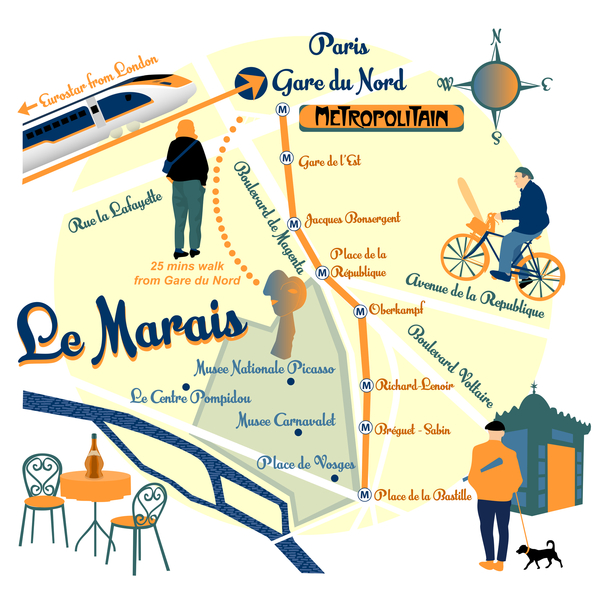 Paris
Gare du Nord
Eurostar from London
N
W
E
S
M
METROPOLITAIN
M
Gare de l'Est
Rue la Lafayette
Boulevard de Magenta
M
Jacques Bonsergent
25 mins walk
from Gare du Nord
Place de la
M
République
Avenue de la Republique
M
Oberkampf
Le Marais
Boulevard Voltaire
Musee Nationale Picasso
M
Richard-Lenoir
Le Centre Pompidou
Musee Carnavalet
M
Bréguet - Sabin
Place de Vosges
M
Place de la Bastille